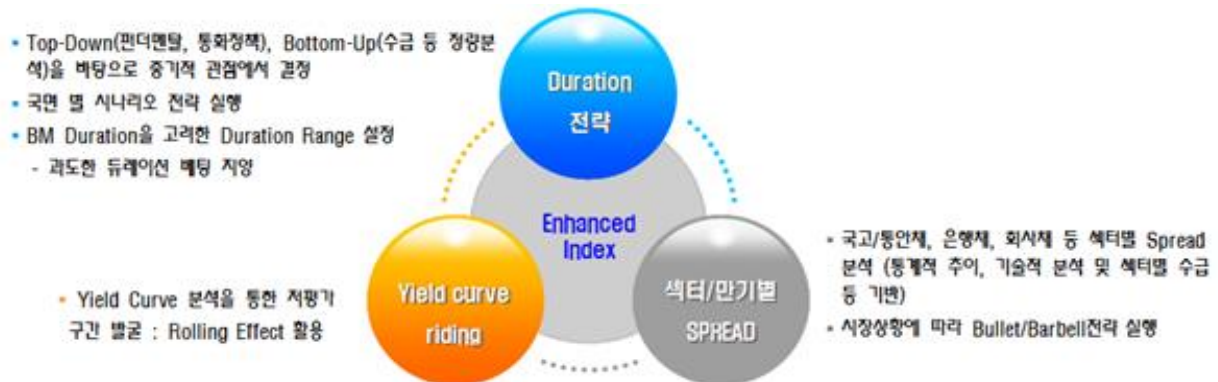 • Top-Down(펀더멘탈, 통화정책), Bottom-Up(수급 등 정량분
석)을 바탕으로 중기적 관점에서 결정
• 국면 별 시나리오 전략 실행
• BM Duration을 고려한 Duration Range 설정
- 과도한 듀레이션 베팅 지양
Duration
전략
Enhanced
Index
• Yield Curve 분석을 통한 저평가
구간 발굴 : Rolling Effect 활용
Yield curve
riding
섹터/만기별
SPREAD
• 국고/통안채, 은행채, 회사채 등 섹터별 Spread
분석 (통계적 추이, 기술적 분석 및 섹터별 수급
등 기반)
• 시장상황에 따라 Bullet/Barbell전략 실행